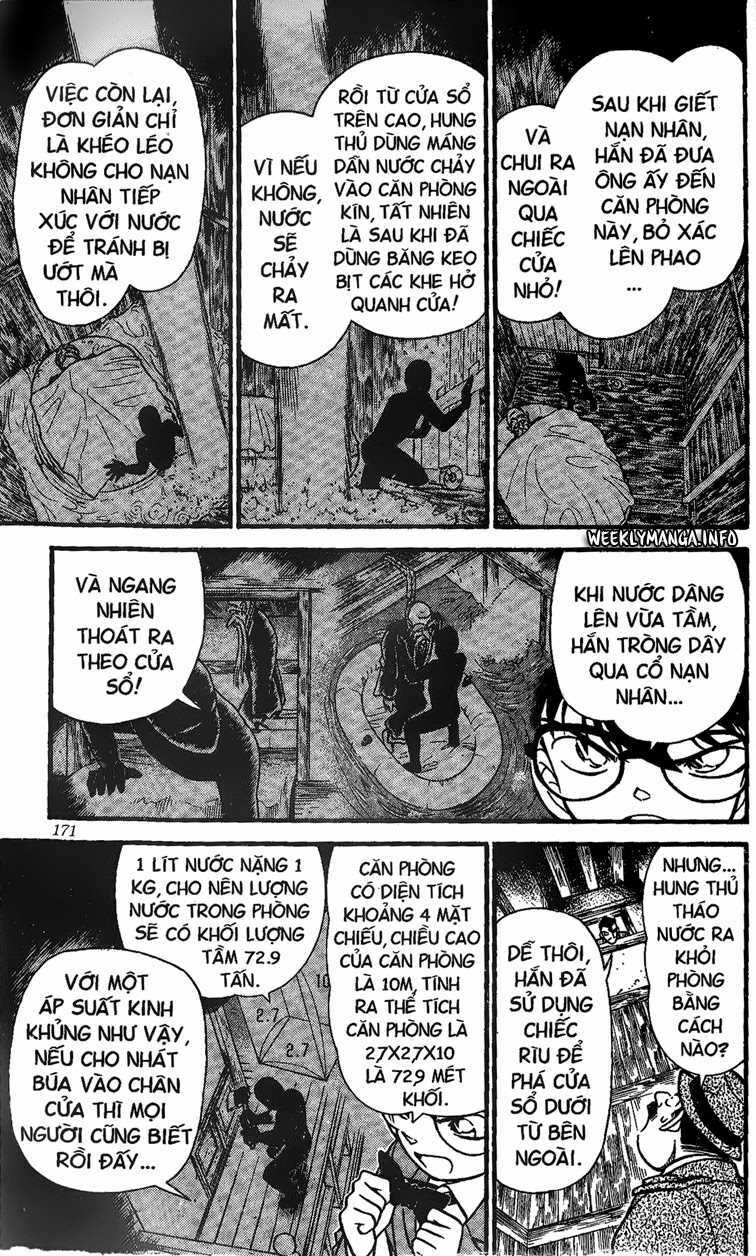 SAU KHI GIẾT
NẠN NHÂN,
HẮN ĐÃ ĐƯA
ÔNG ẤY ĐẾN
CĂN PHÒNG
NÀY, BỎ XÁC
LÊN PHAO
...
VÀ
CHUI RA
NGOÀI
QUA
CHIẾC
CỬA
NHỎ!
RỒI TỪ CỬA SỔ
TRÊN CAO, HUNG
THỦ DÙNG MÁNG
DẪN NƯỚC CHẢY
VÀO CĂN PHÒNG
KÍN, TẤT NHIÊN
LÀ SAU KHI ĐÃ
DÙNG BĂNG KEO
BỊT CÁC KHE HỞ
QUANH CỬA!
VÌ NẾU
KHÔNG,
NƯỚC
SẼ
CHẢY
RA
MẤT.
VIỆC CÒN LẠI,
ĐƠN GIẢN CHỈ
LÀ KHÉO LÉO
KHÔNG CHO NẠN
NHÂN TIẾP
XÚC VỚI NƯỚC
ĐỂ TRÁNH BỊ
ƯỚT MÀ
THÔI.
WEEKLYMANGA.INFO
KHI NƯỚC DÂNG
LÊN VỪA TẦM,
HẮN TRÒNG DÂY
QUA CỔ NẠN
NHÂN...
VÀ NGANG
NHIÊN
THOÁT RA
THEO CỬA
SỔ!
171
NHƯNG...
HUNG THỦ
THÁO
NƯỚC RA
KHỎI
PHÒNG
BẰNG
CÁCH
NÀO?
DỄ THÔI,
HẮN ĐÃ
SỬ DỤNG
CHIẾC
RÌU ĐỂ
PHÁ CỬA
SỔ DƯỚI
TỪ BÊN
NGOÀI.
CĂN PHÒNG
CÓ DIỆN TÍCH
KHOẢNG 4 MẶT
CHIẾU, CHIỀU CAO
CỦA CĂN PHÒNG
LÀ 10M, TÍNH
RA THỂ TÍCH
CĂN PHÒNG LÀ
2,7X2,7X10
LÀ 72,9 MÉT
KHỐI.
1 LÍT NƯỚC NẶNG 1
KG, CHO NÊN LƯỢNG
NƯỚC TRONG PHÒNG
SẼ CÓ KHỐI LƯỢNG
TẦM 72.9
TẤN.
10
2.7
2.7
VỚI MỘT
ÁP SUẤT KINH
KHỦNG NHƯ VẬY,
NẾU CHO NHÁT
BÚA VÀO CHÂN
CỬA THÌ MỌI
NGƯỜI CŨNG BIẾT
RỒI ĐẤY...